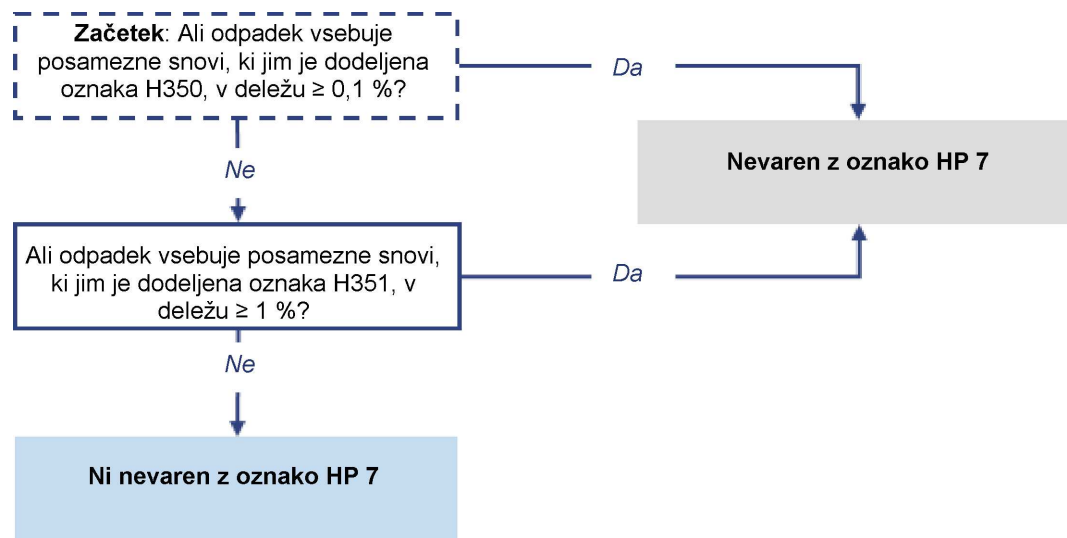 Začetek: Ali odpadek vsebuje
posamezne snovi, ki jim je dodeljena
oznaka H350, v deležu ≥ 0,1 %?
Da
Nevaren z oznako HP 7
Ne
Ali odpadek vsebuje posamezne snovi,
ki jim je dodeljena oznaka H351, v
deležu ≥ 1 %?
Da
Ne
Ni nevaren z oznako HP 7